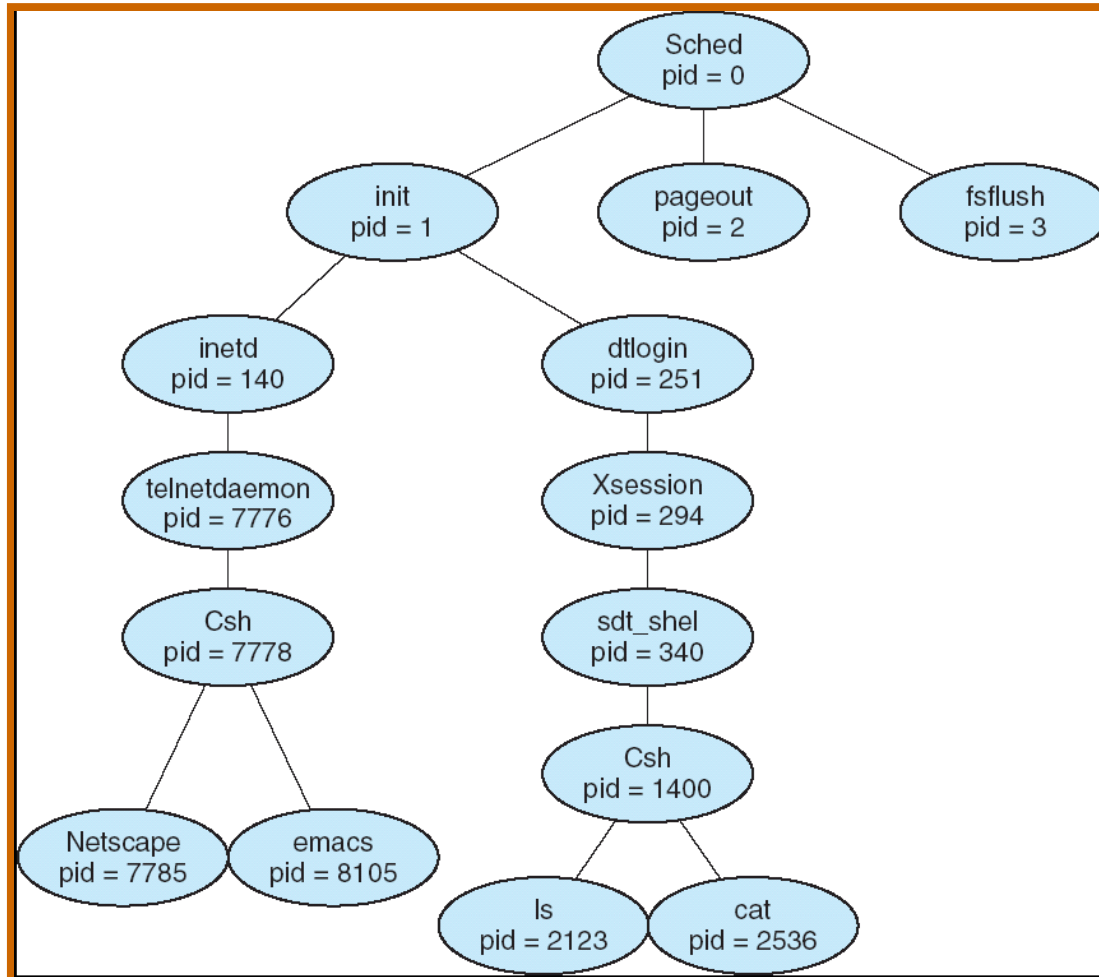 Sched
pid = 0
init
pid = 1
pageout
pid = 2
fsflush
pid = 3
inetd
pid = 140
dtlogin
pid = 251
telnetdaemon
pid = 7776
Xsession
pid = 294
Csh
pid = 7778
sdt_shel
pid = 340
Csh
pid = 1400
Netscape
pid = 7785
emacs
pid = 8105
ls
pid = 2123
cat
pid = 2536